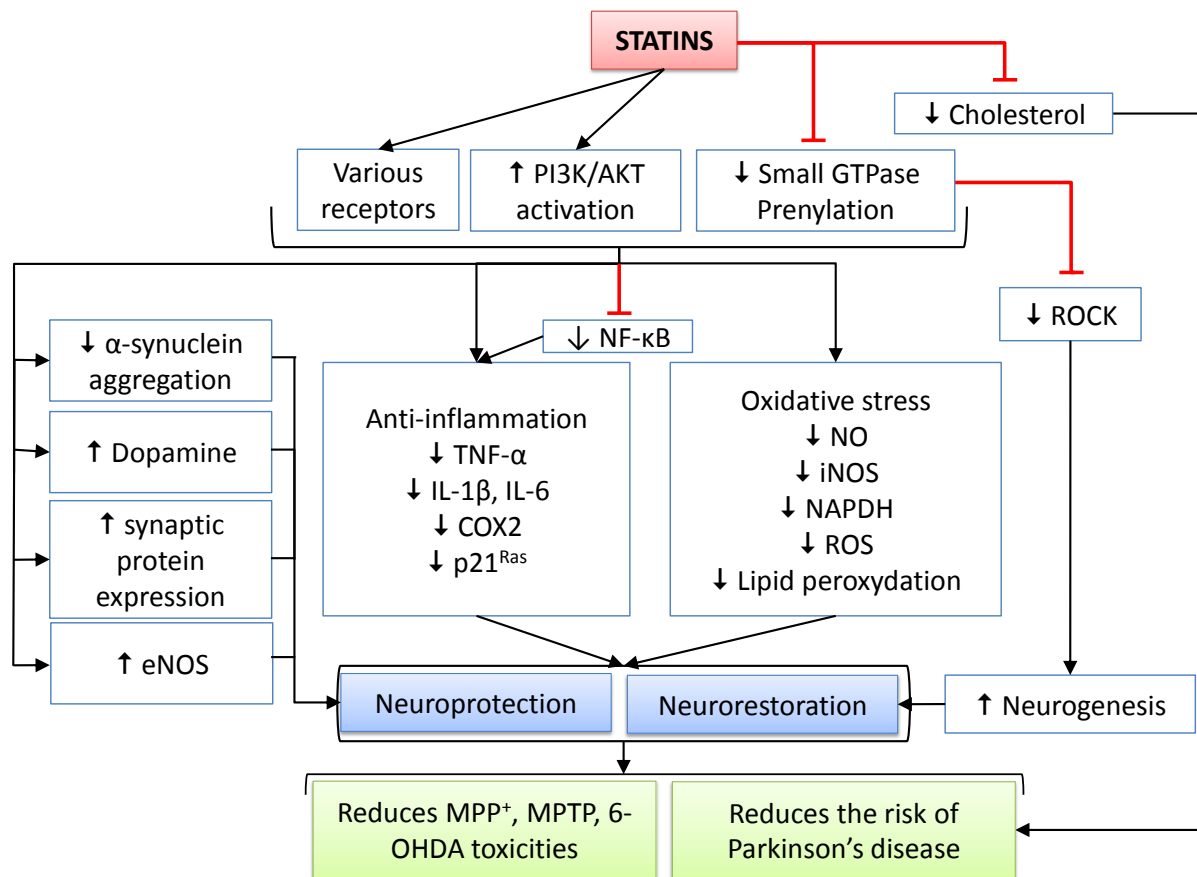 STATINS
↓ Cholesterol
Various
receptors
↑ PI3K/AKT
activation
↓ Small GTPase
Prenylation
↓ ROCK
↓ NF-κB
↓ α-synuclein
aggregation
↑ Dopamine
↑ synaptic
protein
expression
↑ eNOS
Anti-inflammation
↓ TNF-α
↓ IL-1β, IL-6
↓ COX2
↓ p21ᴿᵃˢ
Oxidative stress
↓ NO
↓ iNOS
↓ NAPDH
↓ ROS
↓ Lipid peroxydation
Neuroprotection
Neurorestoration
↑ Neurogenesis
Reduces MPP⁺, MPTP, 6-
OHDA toxicities
Reduces the risk of
Parkinson’s disease